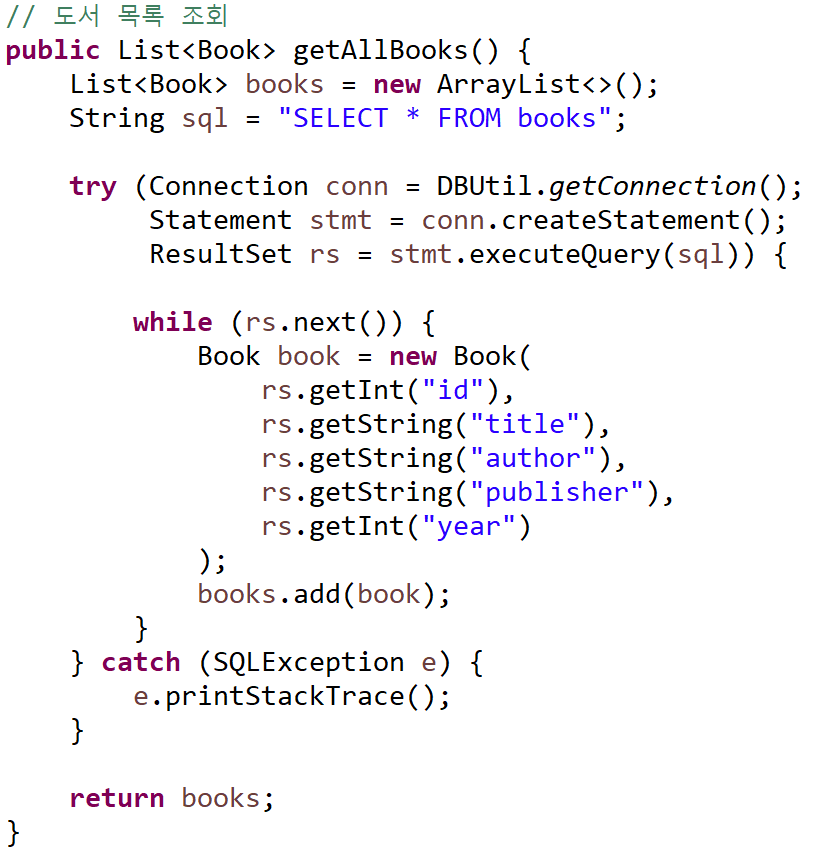 // 도서 목록 조회
public List<Book> getAllBooks() {
    List<Book> books = new ArrayList<>();
    String sql = "SELECT * FROM books";

    try (Connection conn = DBUtil.getConnection();
         Statement stmt = conn.createStatement();
         ResultSet rs = stmt.executeQuery(sql)) {

        while (rs.next()) {
            Book book = new Book(
                rs.getInt("id"),
                rs.getString("title"),
                rs.getString("author"),
                rs.getString("publisher"),
                rs.getInt("year")
            );
            books.add(book);
        }
    } catch (SQLException e) {
        e.printStackTrace();
    }

    return books;
}